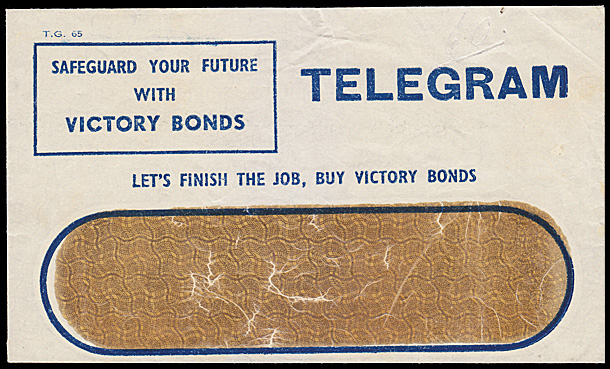 T.G. 65
SAFEGUARD YOUR FUTURE
WITH
VICTORY BONDS
TELEGRAM
LET'S FINISH THE JOB, BUY VICTORY BONDS